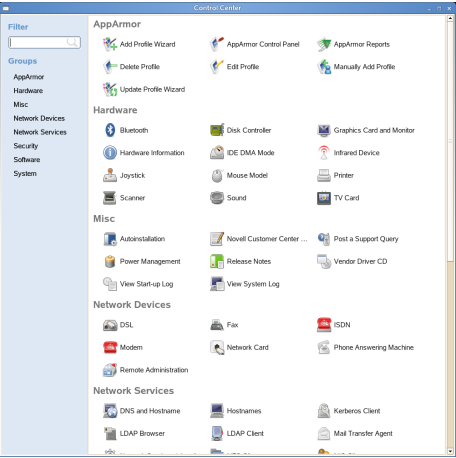 Control Center
Filter
Groups
AppArmor
Hardware
Misc
Network Devices
Network Services
Security
Software
System
AppArmor
Add Profile Wizard
AppArmor Control Panel
AppArmor Reports
Delete Profile
Edit Profile
Manually Add Profile
Update Profile Wizard
Hardware
Bluetooth
Disk Controller
Graphics Card and Monitor
Hardware Information
IDE DMA Mode
Infrared Device
Joystick
Mouse Model
Printer
Scanner
Sound
TV Card
Misc
Autoinstallation
Novell Customer Center ...
Post a Support Query
Power Management
Release Notes
Vendor Driver CD
View Start-up Log
View System Log
Network Devices
DSL
Fax
ISDN
Modem
Network Card
Phone Answering Machine
Remote Administration
Network Services
DNS and Hostname
Hostnames
Kerberos Client
LDAP Browser
LDAP Client
Mail Transfer Agent